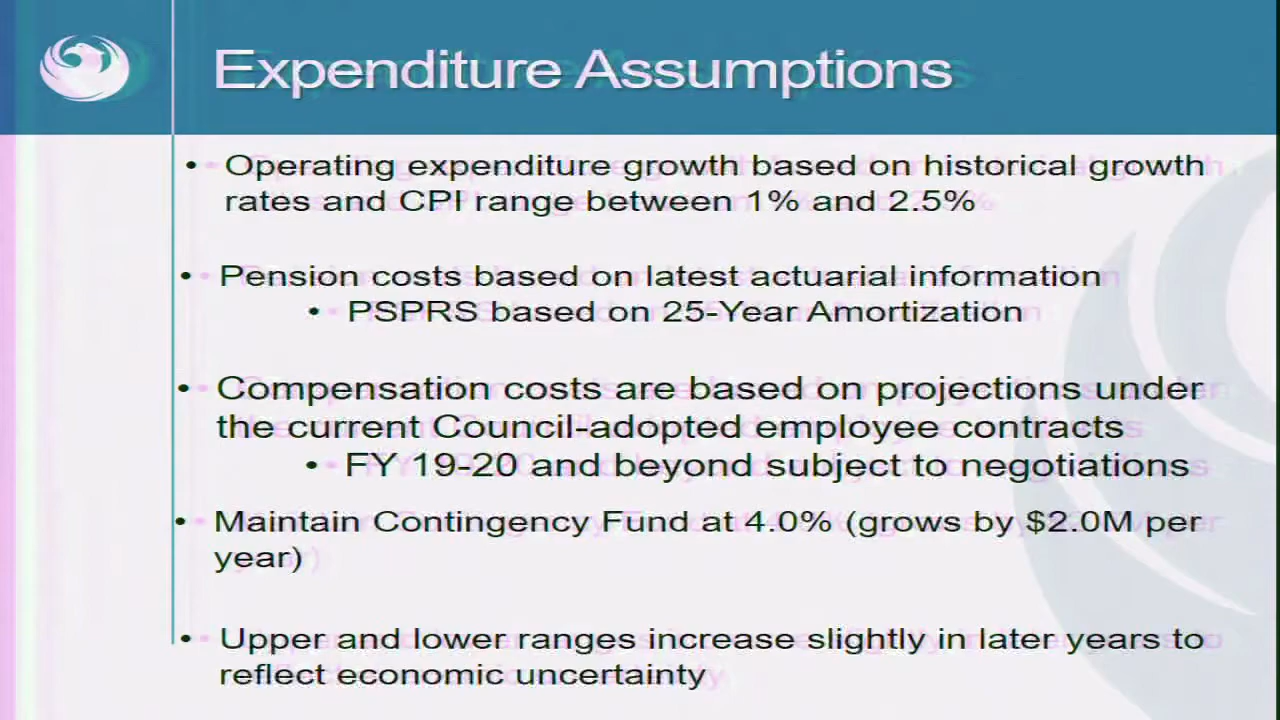 Expenditure Assumptions
• Operating expenditure growth based on historical growth
rates and CPI range between 1% and 2.5%
• Pension costs based on latest actuarial information
• PSPRS based on 25-Year Amortization
• Compensation costs are based on projections under
the current Council-adopted employee contracts
• FY 19-20 and beyond subject to negotiations
• Maintain Contingency Fund at 4.0% (grows by $2.0M per
year)
• Upper and lower ranges increase slightly in later years to
reflect economic uncertainty